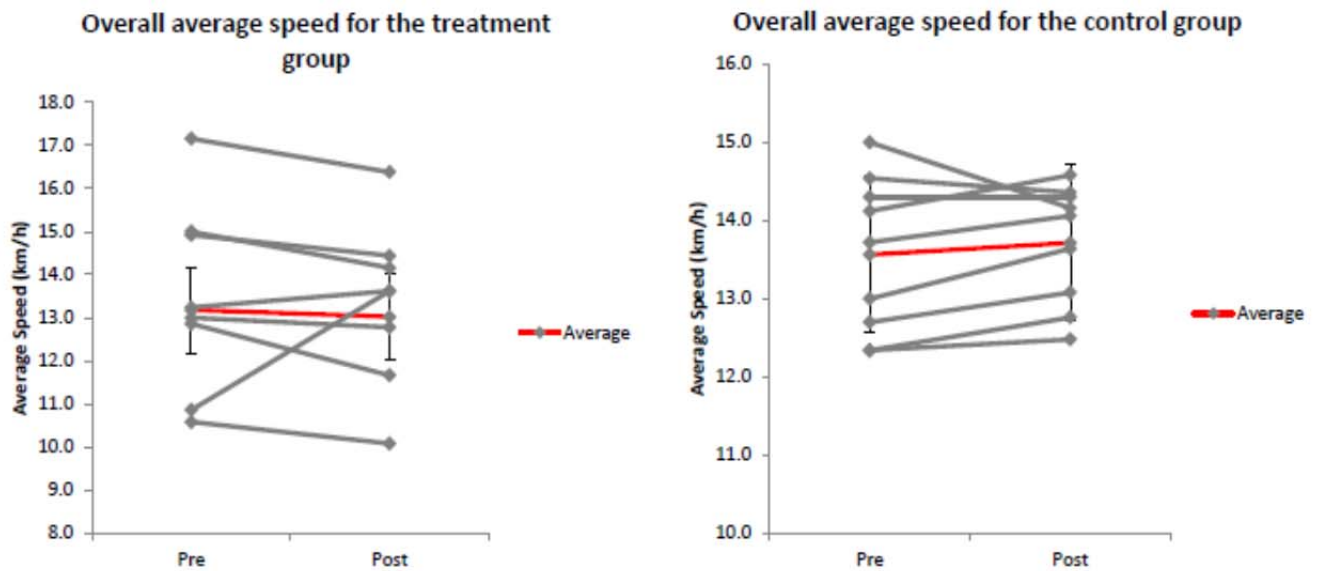 Overall average speed for the treatment
group
18.0
17.0
16.0
15.0
14.0
13.0
12.0
11.0
10.0
9.0
8.0
Average Speed (km/h)
Pre
Post
Average
Overall average speed for the control group
16.0
15.0
14.0
13.0
12.0
11.0
10.0
Average Speed (km/h)
Pre
Post
Average